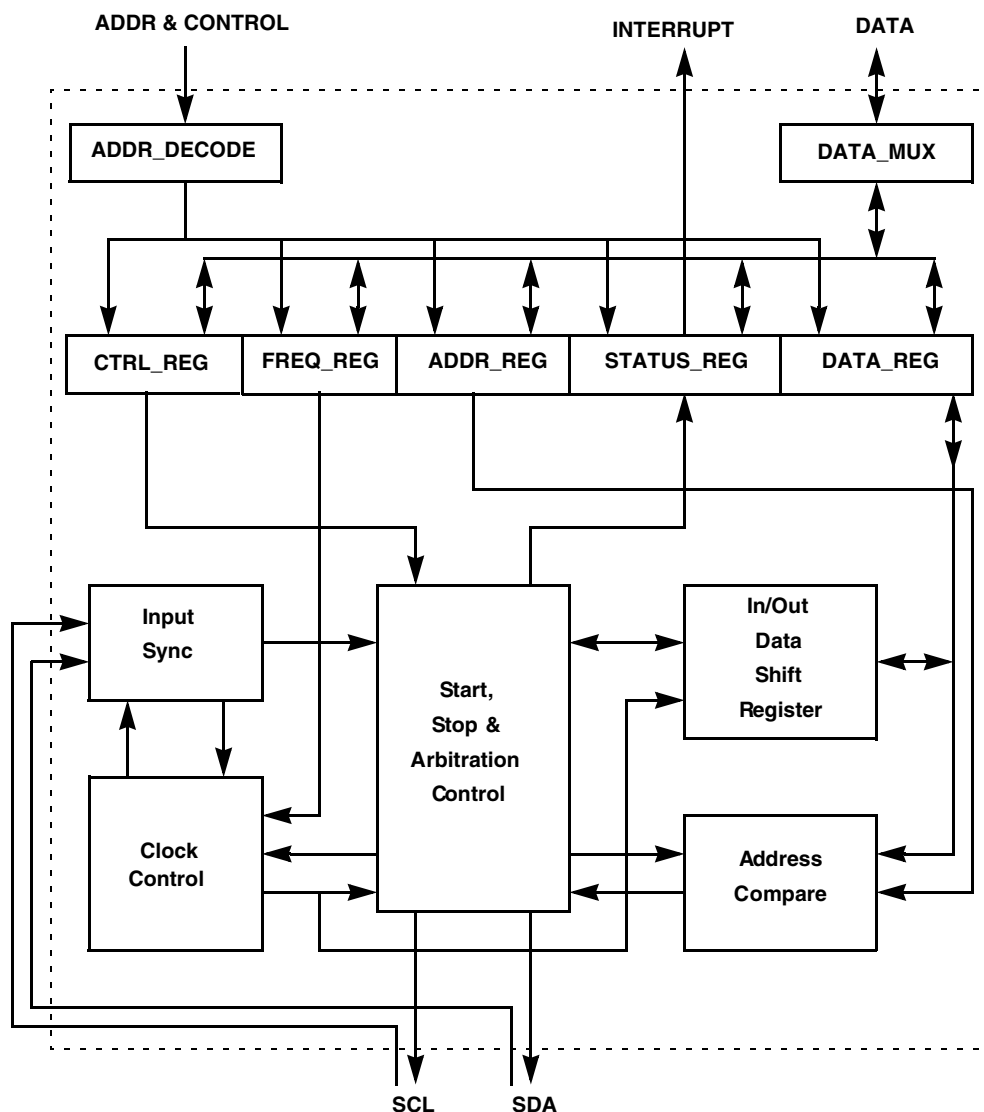 ADDR & CONTROL
INTERRUPT
DATA
ADDR_DECODE
DATA_MUX
CTRL_REG
FREQ_REG
ADDR_REG
STATUS_REG
DATA_REG
Input
Sync
Start,
Stop &
Arbitration
Control
In/Out
Data
Shift
Register
Clock
Control
Address
Compare
SCL
SDA